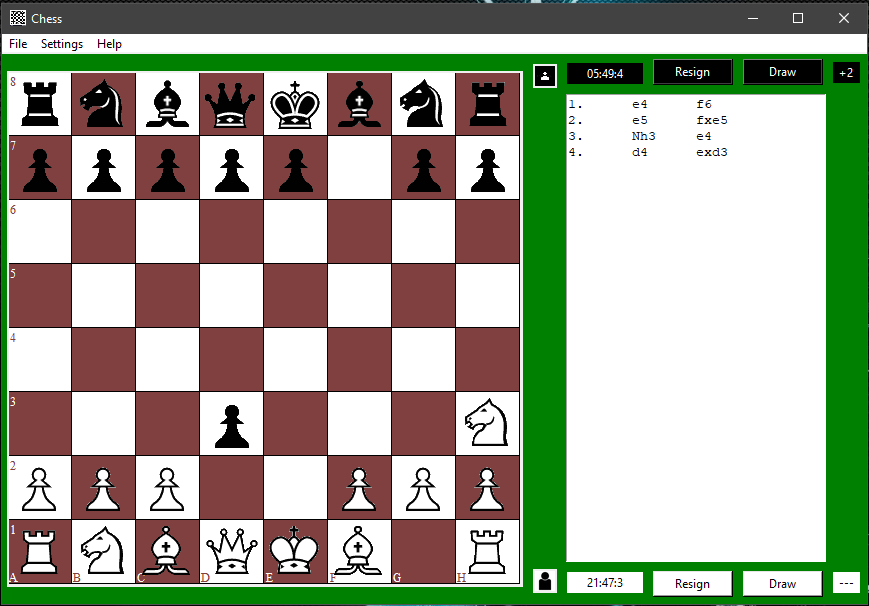 Chess
File Settings Help
8
7
6
5
4
3
2
1
A B C D E F G H
05:49:4 Resign Draw +2
1. e4 f6
2. e5 fxe5
3. Nh3 e4
4. d4 exd3
21:47:3 Resign Draw ---